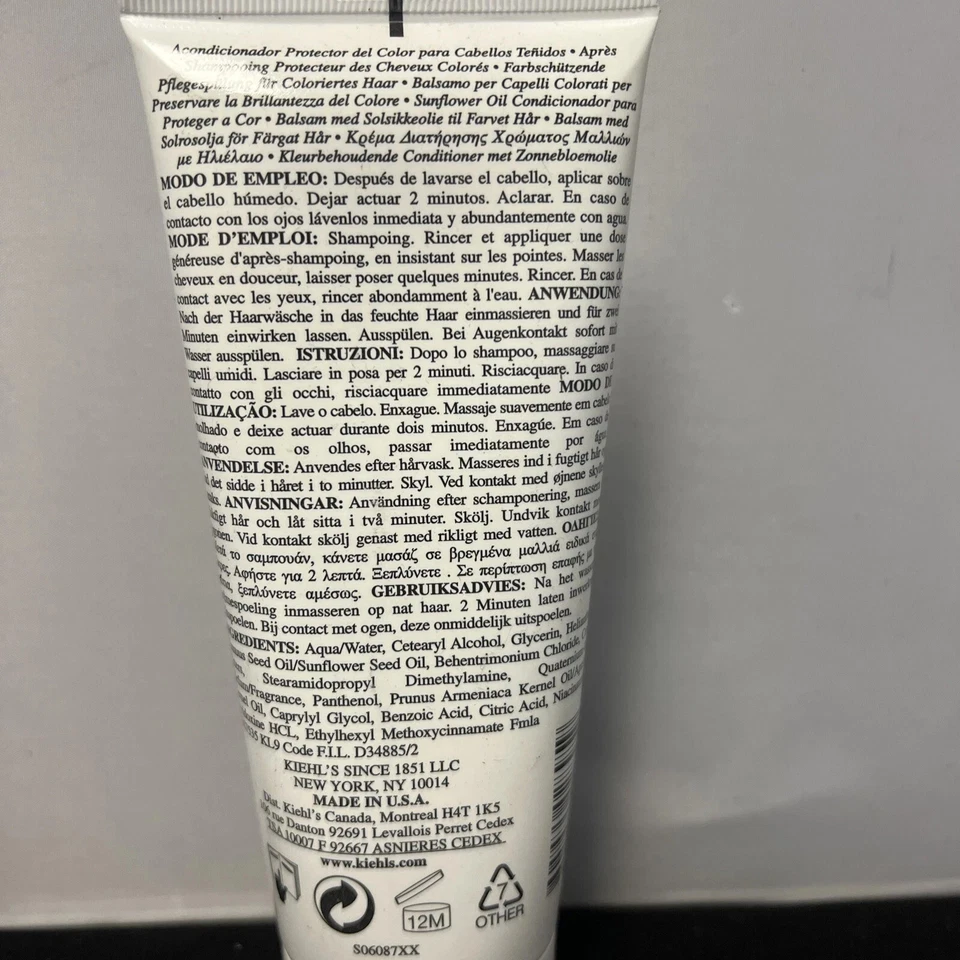 Acondicionador Protector del Color para Cabellos Teñidos • Après
Shampooing Protecteur des Cheveux Colorés • Farbschützende
Pflegespülung für Coloriertes Haar • Balsamo per Capelli Colorati per
Preservare la Brillantezza del Colore • Sunflower Oil Condicionador para
Proteger a Cor • Balsam med Solsikkeolie til Farvet Hår • Balsam med
Solrosolja för Färgat Hår • Κρέμα Διατήρησης Χρώματος Μαλλιών
με Ηλιέλαιο • Kleurbehoudende Conditioner met Zonnebloemolie
MODO DE EMPLEO: Después de lavarse el cabello, aplicar sobre
el cabello húmedo. Dejar actuar 2 minutos. Aclarar. En caso de
contacto con los ojos lávenlos inmediata y abundantemente con agua.
MODE D'EMPLOI: Shampoing. Rincer et appliquer une dose
généreuse d'après-shampoing, en insistant sur les pointes. Masser les
cheveux en douceur, laisser poser quelques minutes. Rincer. En cas de
contact avec les yeux, rincer abondamment à l'eau. ANWENDUNG:
Nach der Haarwäsche in das feuchte Haar einmassieren und für zwei
Minuten einwirken lassen. Ausspülen. Bei Augenkontakt sofort mit
Wasser ausspülen. ISTRUZIONI: Dopo lo shampoo, massaggiare
capelli umidi. Lasciare in posa per 2 minuti. Risciacquare. In caso di
contatto con gli occhi, risciacquare immediatamente MODO DE
UTILIZAÇÃO: Lave o cabelo. Enxague. Massaje suavemente em cabelo
molhado e deixe actuar durante dois minutos. Enxagúe. Em caso de
contacto com os olhos, passar imediatamente por água.
ANVENDELSE: Anvendes efter hårvask. Masseres ind i fugtigt hår
det sidde i håret i to minutter. Skyl. Ved kontakt med øjnene skylles
ANVISNINGAR: Användning efter schamponering, massera
fuktigt hår och låt sitta i två minuter. Skölj. Undvik kontakt med
ögonen. Vid kontakt skölj genast med rikligt med vatten.
το σαμπουάν, κάνετε μασάζ σε βρεγμένα μαλλιά ειδικά
Αφήστε για 2 λεπτά. Ξεπλύνετε . Σε περίπτωση επαφής με
ξεπλύνετε αμέσως. GEBRUIKSADVIES: Na het
inmasseren op nat haar. 2 Minuten laten
Bij contact met ogen, deze onmiddelijk uitspoelen.
INGREDIENTS: Aqua/Water, Cetearyl Alcohol, Glycerin,
Seed Oil/Sunflower Seed Oil, Behentrimonium Chloride,
Stearamidopropyl Dimethylamine,
Fragrance, Panthenol, Prunus Armeniaca Kernel
Oil, Caprylyl Glycol, Benzoic Acid, Citric Acid,
HCL, Ethylhexyl Methoxycinnamate Fmla
KL9 Code F.I.L. D34885/2
KIEHL'S SINCE 1851 LLC
NEW YORK, NY 10014
MADE IN U.S.A.
Dist. Kiehl's Canada, Montreal H4T 1K5
rue Danton 92691 Levallois Perret Cedex
10007 F 92667 ASNIERES CEDEX
www.kiehls.com
12M
7
OTHER
S06087XX